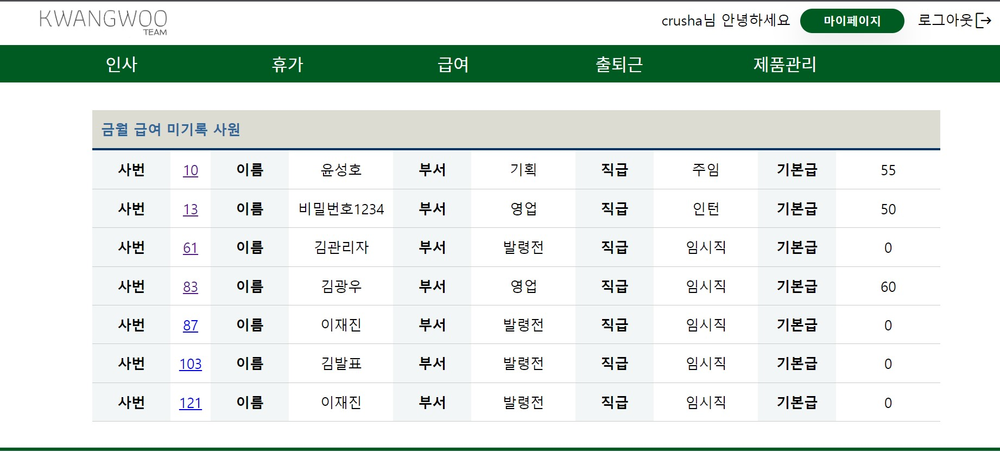 KWANGWOO
TEAM
crusha님 안녕하세요 마이페이지 로그아웃
인사 휴가 급여 출퇴근 제품관리
금월 급여 미기록 사원
사번 10 이름 윤성호 부서 기획 직급 주임 기본급 55
사번 13 이름 비밀번호1234 부서 영업 직급 인턴 기본급 50
사번 61 이름 김관리자 부서 발령전 직급 임시직 기본급 0
사번 83 이름 김광우 부서 영업 직급 임시직 기본급 60
사번 87 이름 이재진 부서 발령전 직급 임시직 기본급 0
사번 103 이름 김발표 부서 발령전 직급 임시직 기본급 0
사번 121 이름 이재진 부서 발령전 직급 임시직 기본급 0